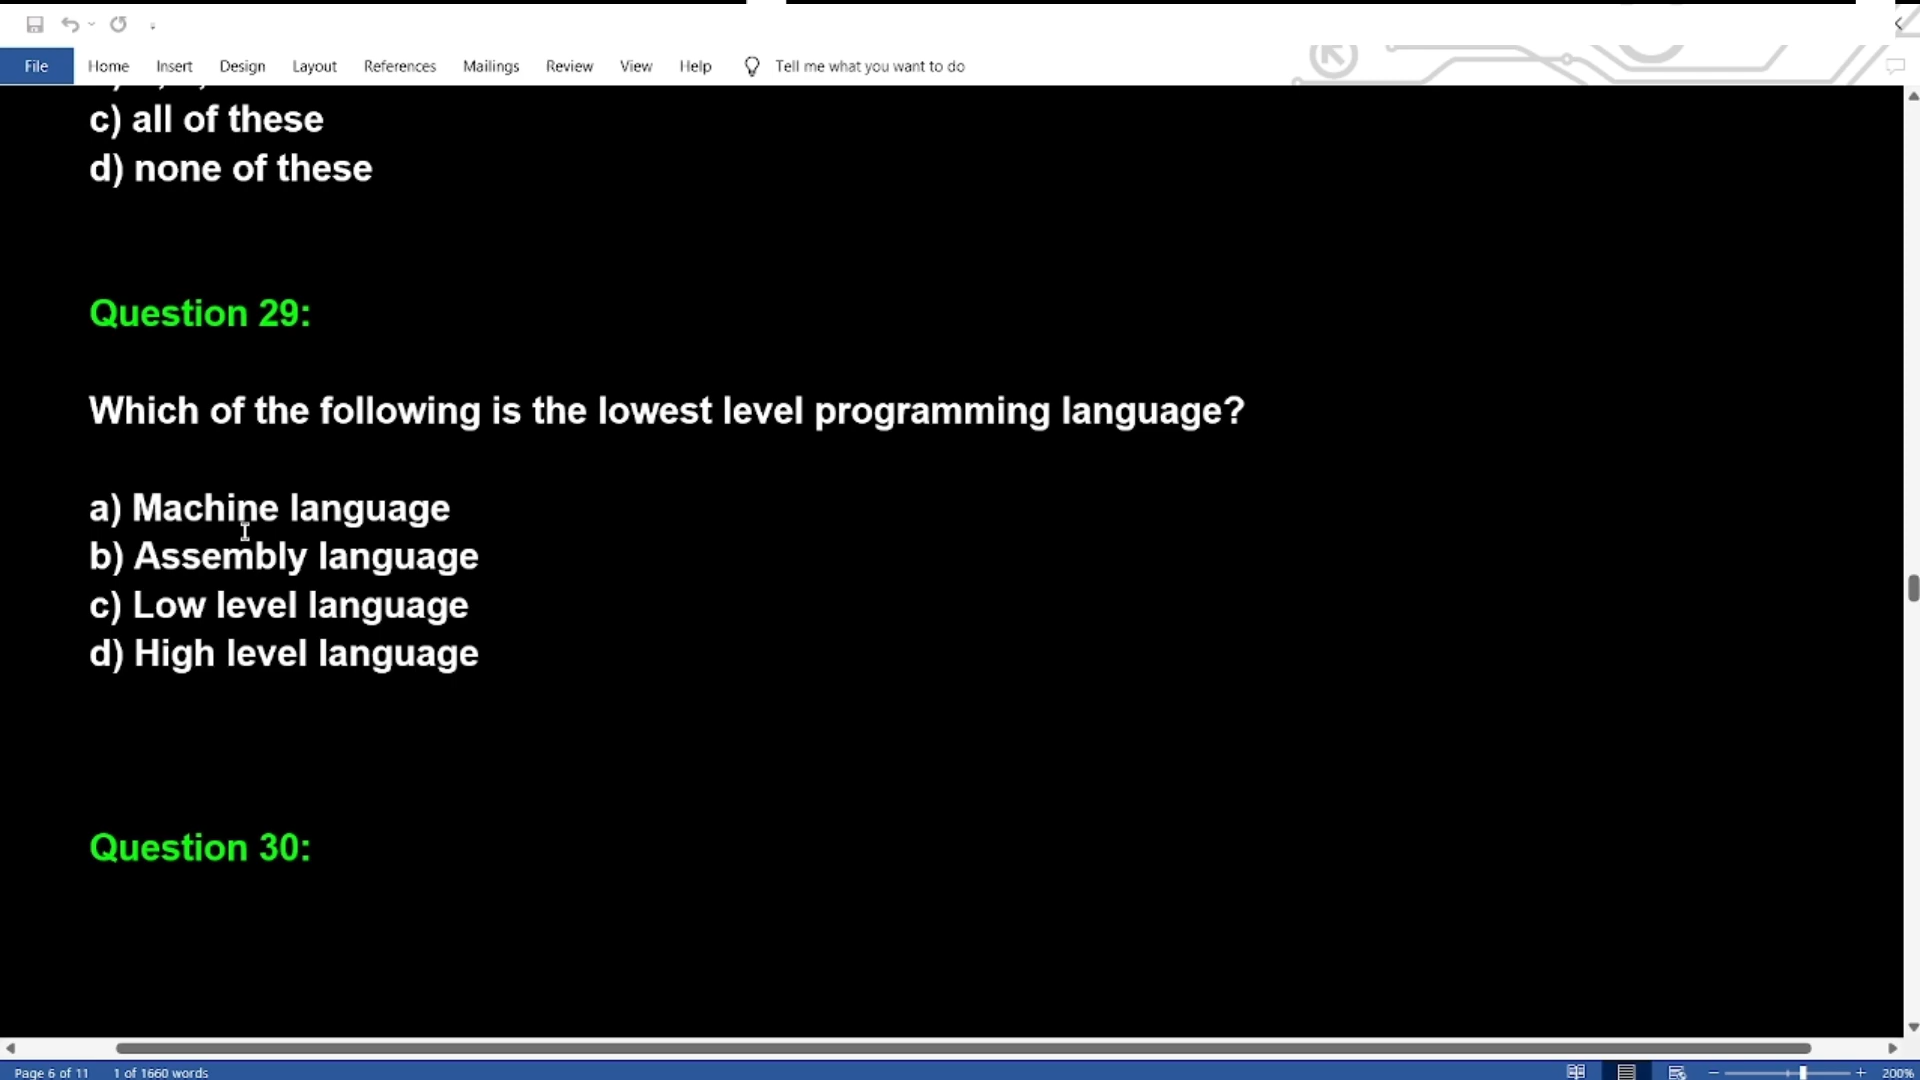 File Home Insert Design Layout References Mailings Review View Help Tell me what you want to do
c) all of these
d) none of these
Question 29:
Which of the following is the lowest level programming language?
a) Machine language
b) Assembly language
c) Low level language
d) High level language
Question 30:
Page 6 of 11 1 of 1660 words 200%